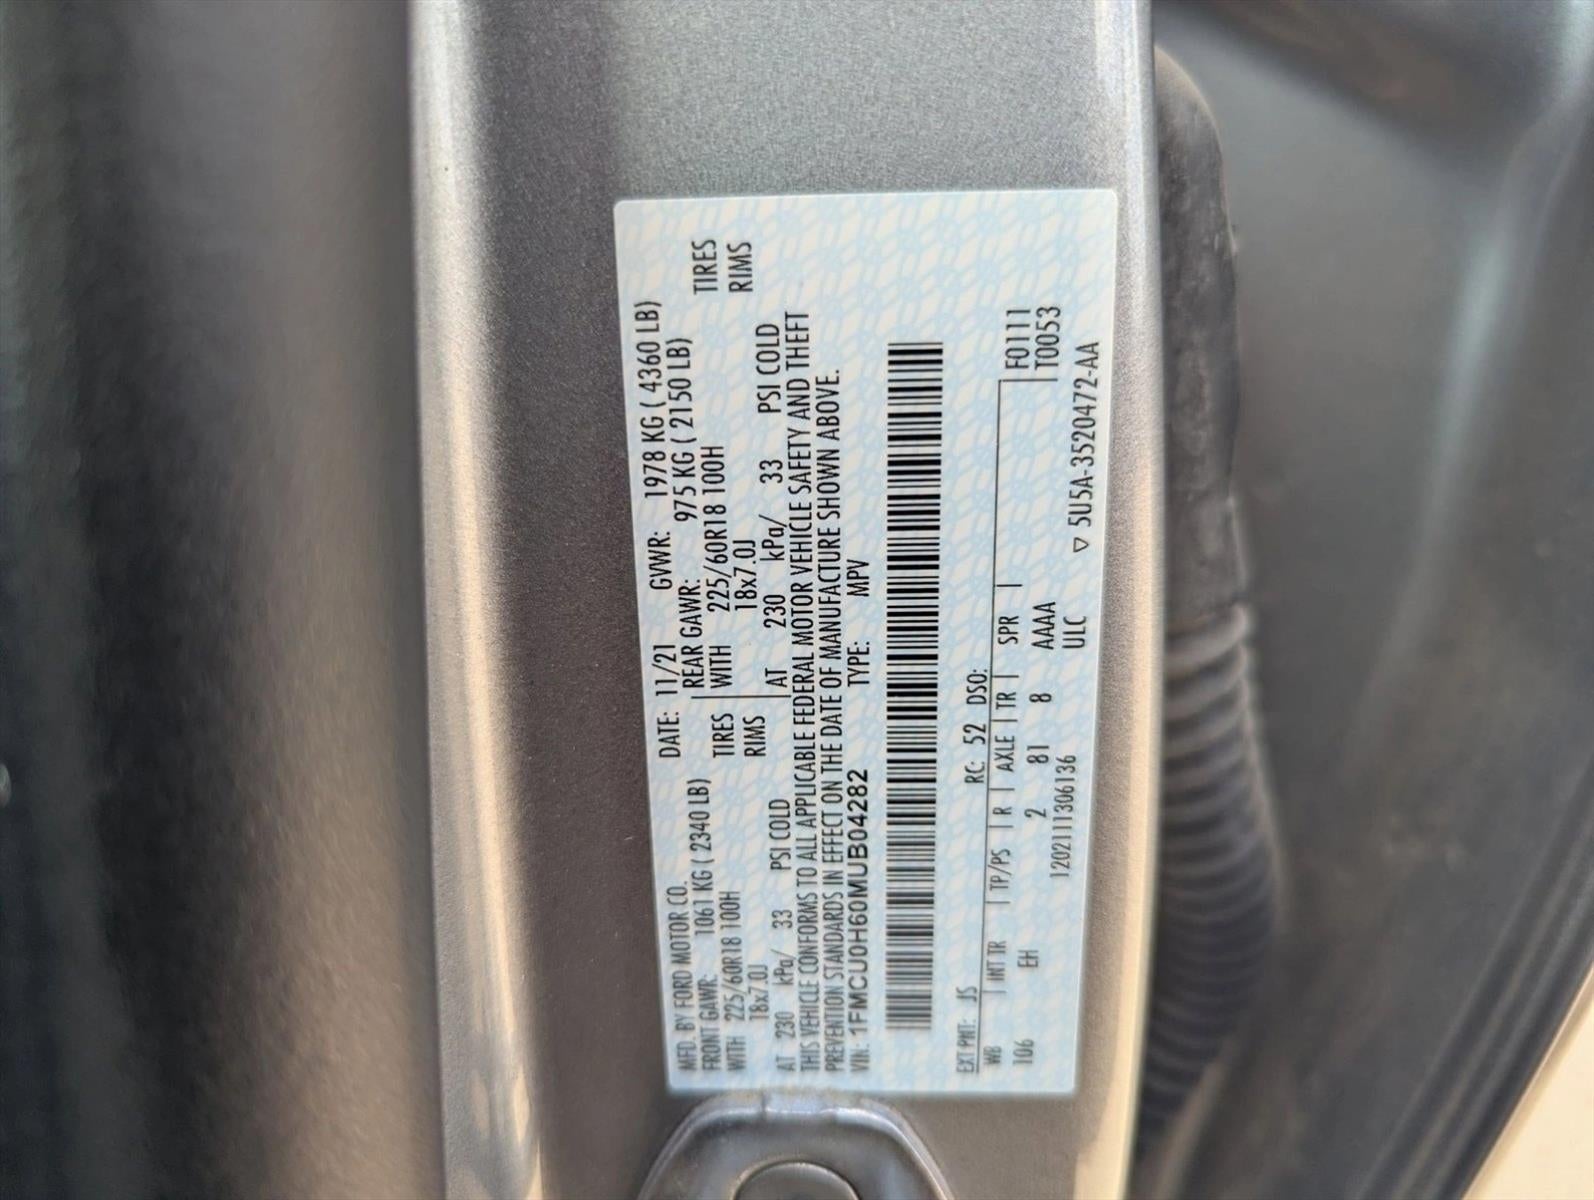 MFD. BY FORD MOTOR CO. DATE: 11/21 GVWR: 1978 KG ( 4360 LB)
FRONT GAWR: 1061 KG ( 2340 LB) REAR GAWR: 975 KG ( 2150 LB)
WITH 225/60R18 100H TIRES WITH 225/60R18 100H TIRES
18x7.0J RIMS 18x7.0J RIMS
AT 230 kPa/ 33 PSI COLD AT 230 kPa/ 33 PSI COLD
THIS VEHICLE CONFORMS TO ALL APPLICABLE FEDERAL MOTOR VEHICLE SAFETY AND THEFT
PREVENTION STANDARDS IN EFFECT ON THE DATE OF MANUFACTURE SHOWN ABOVE.
VIN: 1FMCU0H60MUB04282 TYPE: MPV
EXT PNT: JS RC: 52 DSO:
WB | INT TR | TP/PS | R | AXLE | TR | SPR | F0111
106 EH 2 81 8 AAAA T0053
1202111306136 ULC
▽ 5U5A-3520472-AA